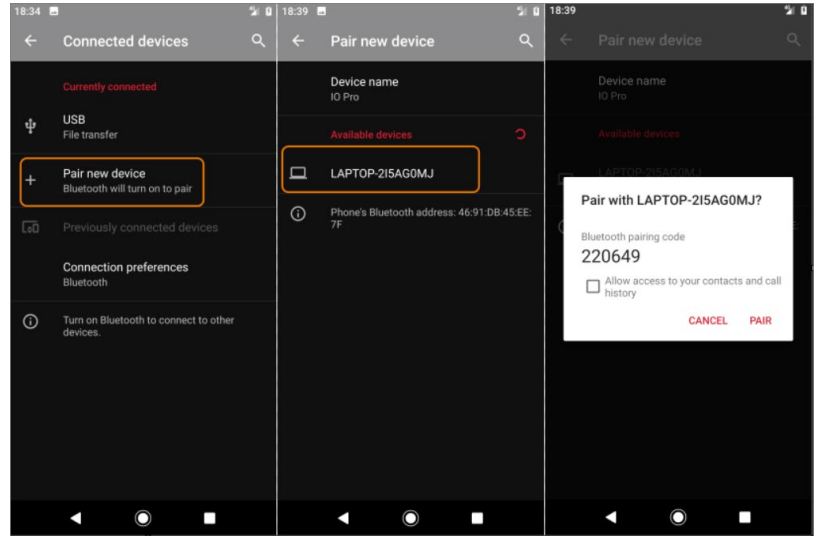 18:34
Connected devices
Currently connected
USB
File transfer
Pair new device
Bluetooth will turn on to pair
Previously connected devices
Connection preferences
Bluetooth
Turn on Bluetooth to connect to other
devices.
18:39
Pair new device
Device name
IO Pro
Available devices
LAPTOP-2I5AG0MJ
Phone's Bluetooth address: 46:91:DB:45:EE:
7F
18:39
Pair new device
Device name
IO Pro
Available devices
LAPTOP-2I5AG0MJ
Pair with LAPTOP-2I5AG0MJ?
Bluetooth pairing code
220649
Allow access to your contacts and call
history
CANCEL PAIR